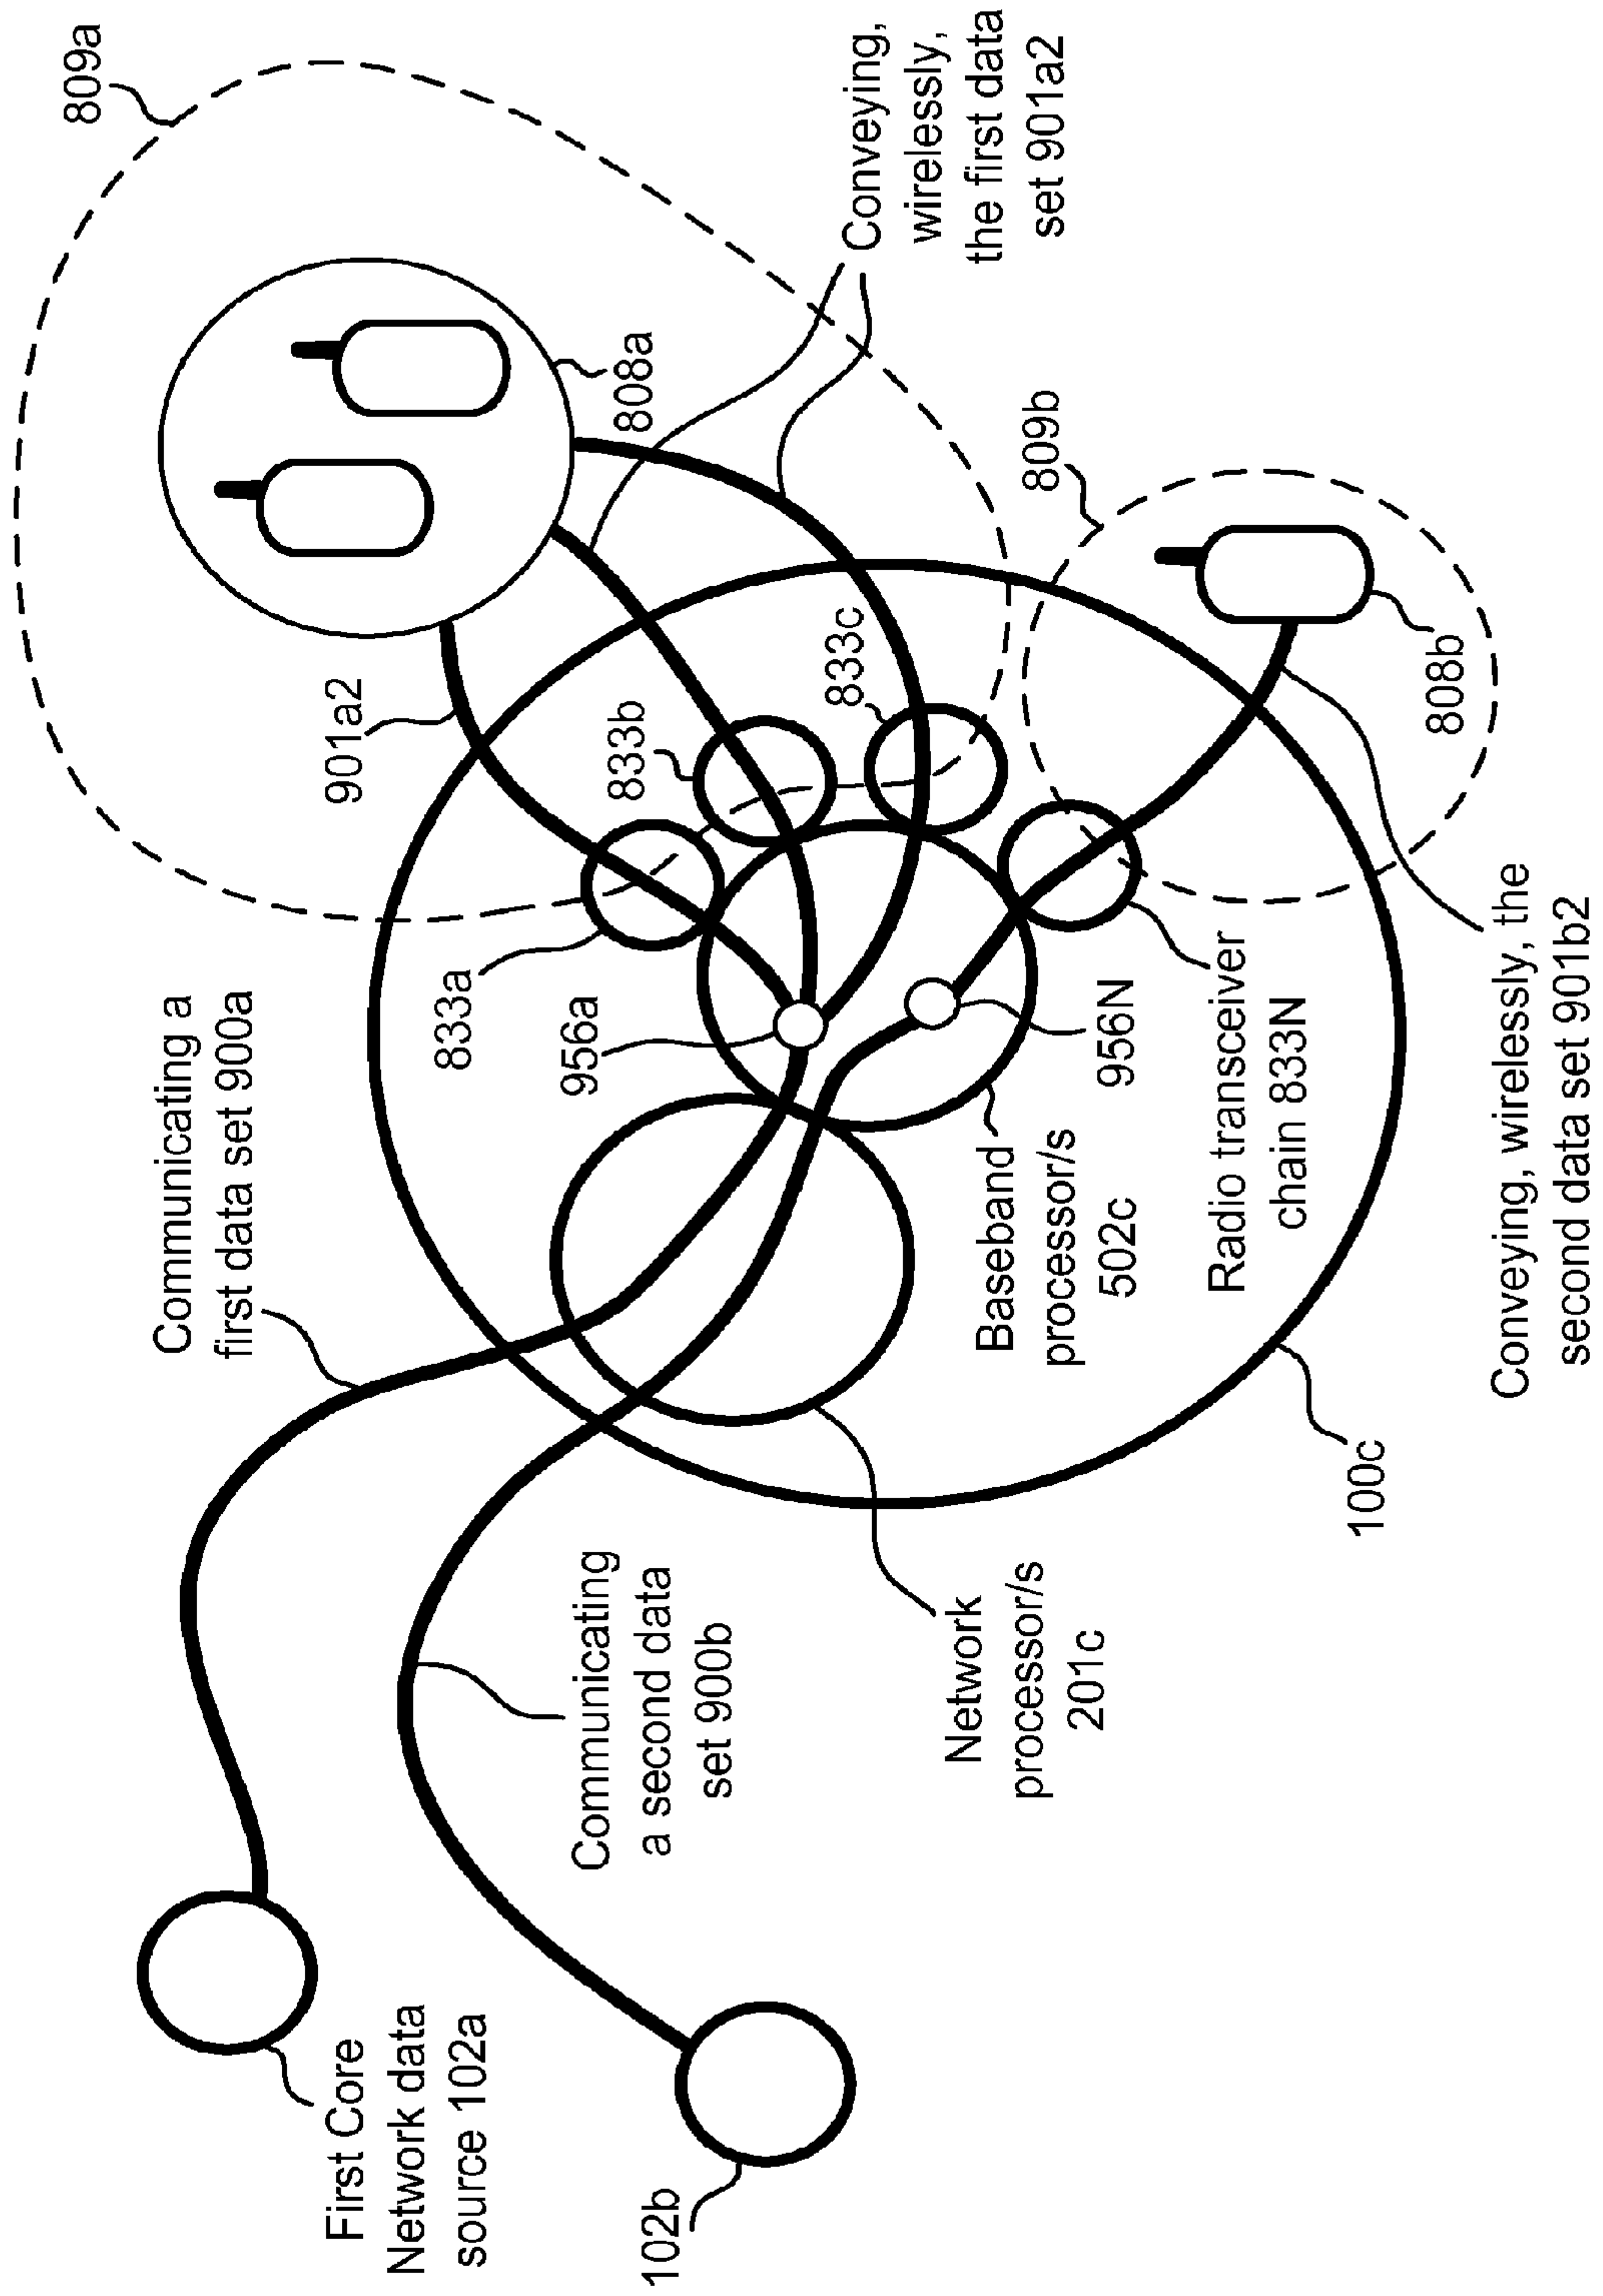 809a
Conveying,
wirelessly,
the first data
set 901a2
808a
809b
901a2
833b
833c
808b
Communicating a
first data set 900a
833a
956a
956N
Radio transceiver
chain 833N
Conveying, wirelessly, the
second data set 901b2
Baseband
processor/s
502c
100c
Communicating
a second data
set 900b
Network
processor/s
201c
First Core
Network data
source 102a
102b